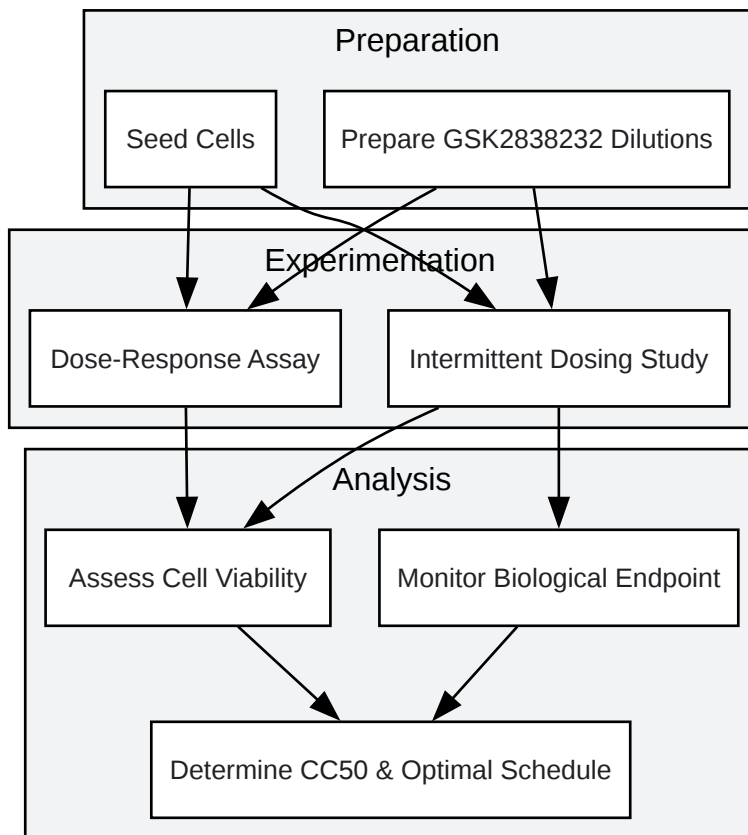 Preparation
Seed Cells
Prepare GSK2838232 Dilutions
Experimentation
Dose-Response Assay
Intermittent Dosing Study
Analysis
Assess Cell Viability
Monitor Biological Endpoint
Determine CC50 & Optimal Schedule